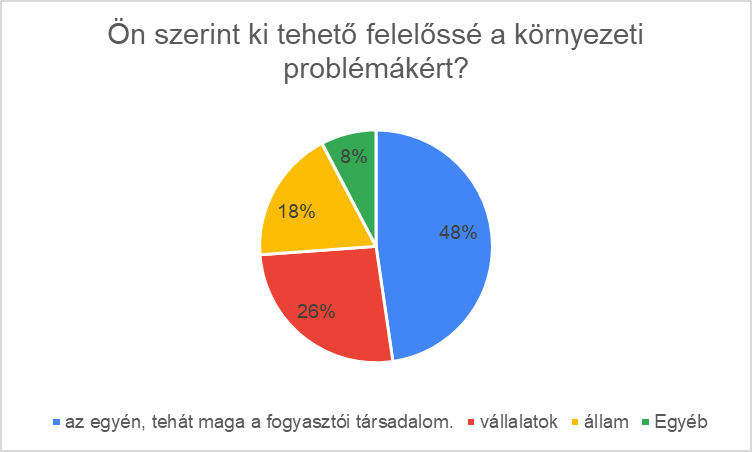 Ön szerint ki tehető felelőssé a környezeti
problémákért?
8%
18%
48%
26%
az egyén, tehát maga a fogyasztói társadalom. vállalatok állam Egyéb